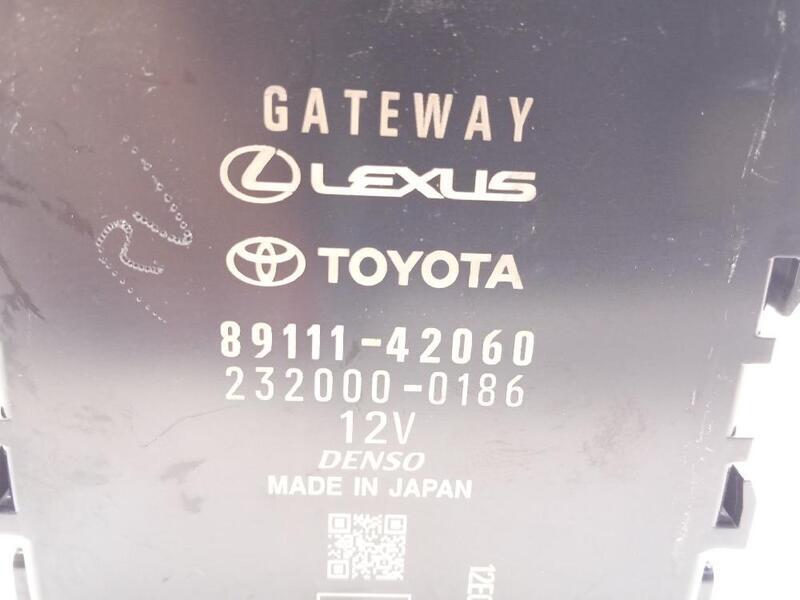 GATEWAY
LEXUS
TOYOTA
89111-42060
232000-0186
12V
DENSO
MADE IN JAPAN